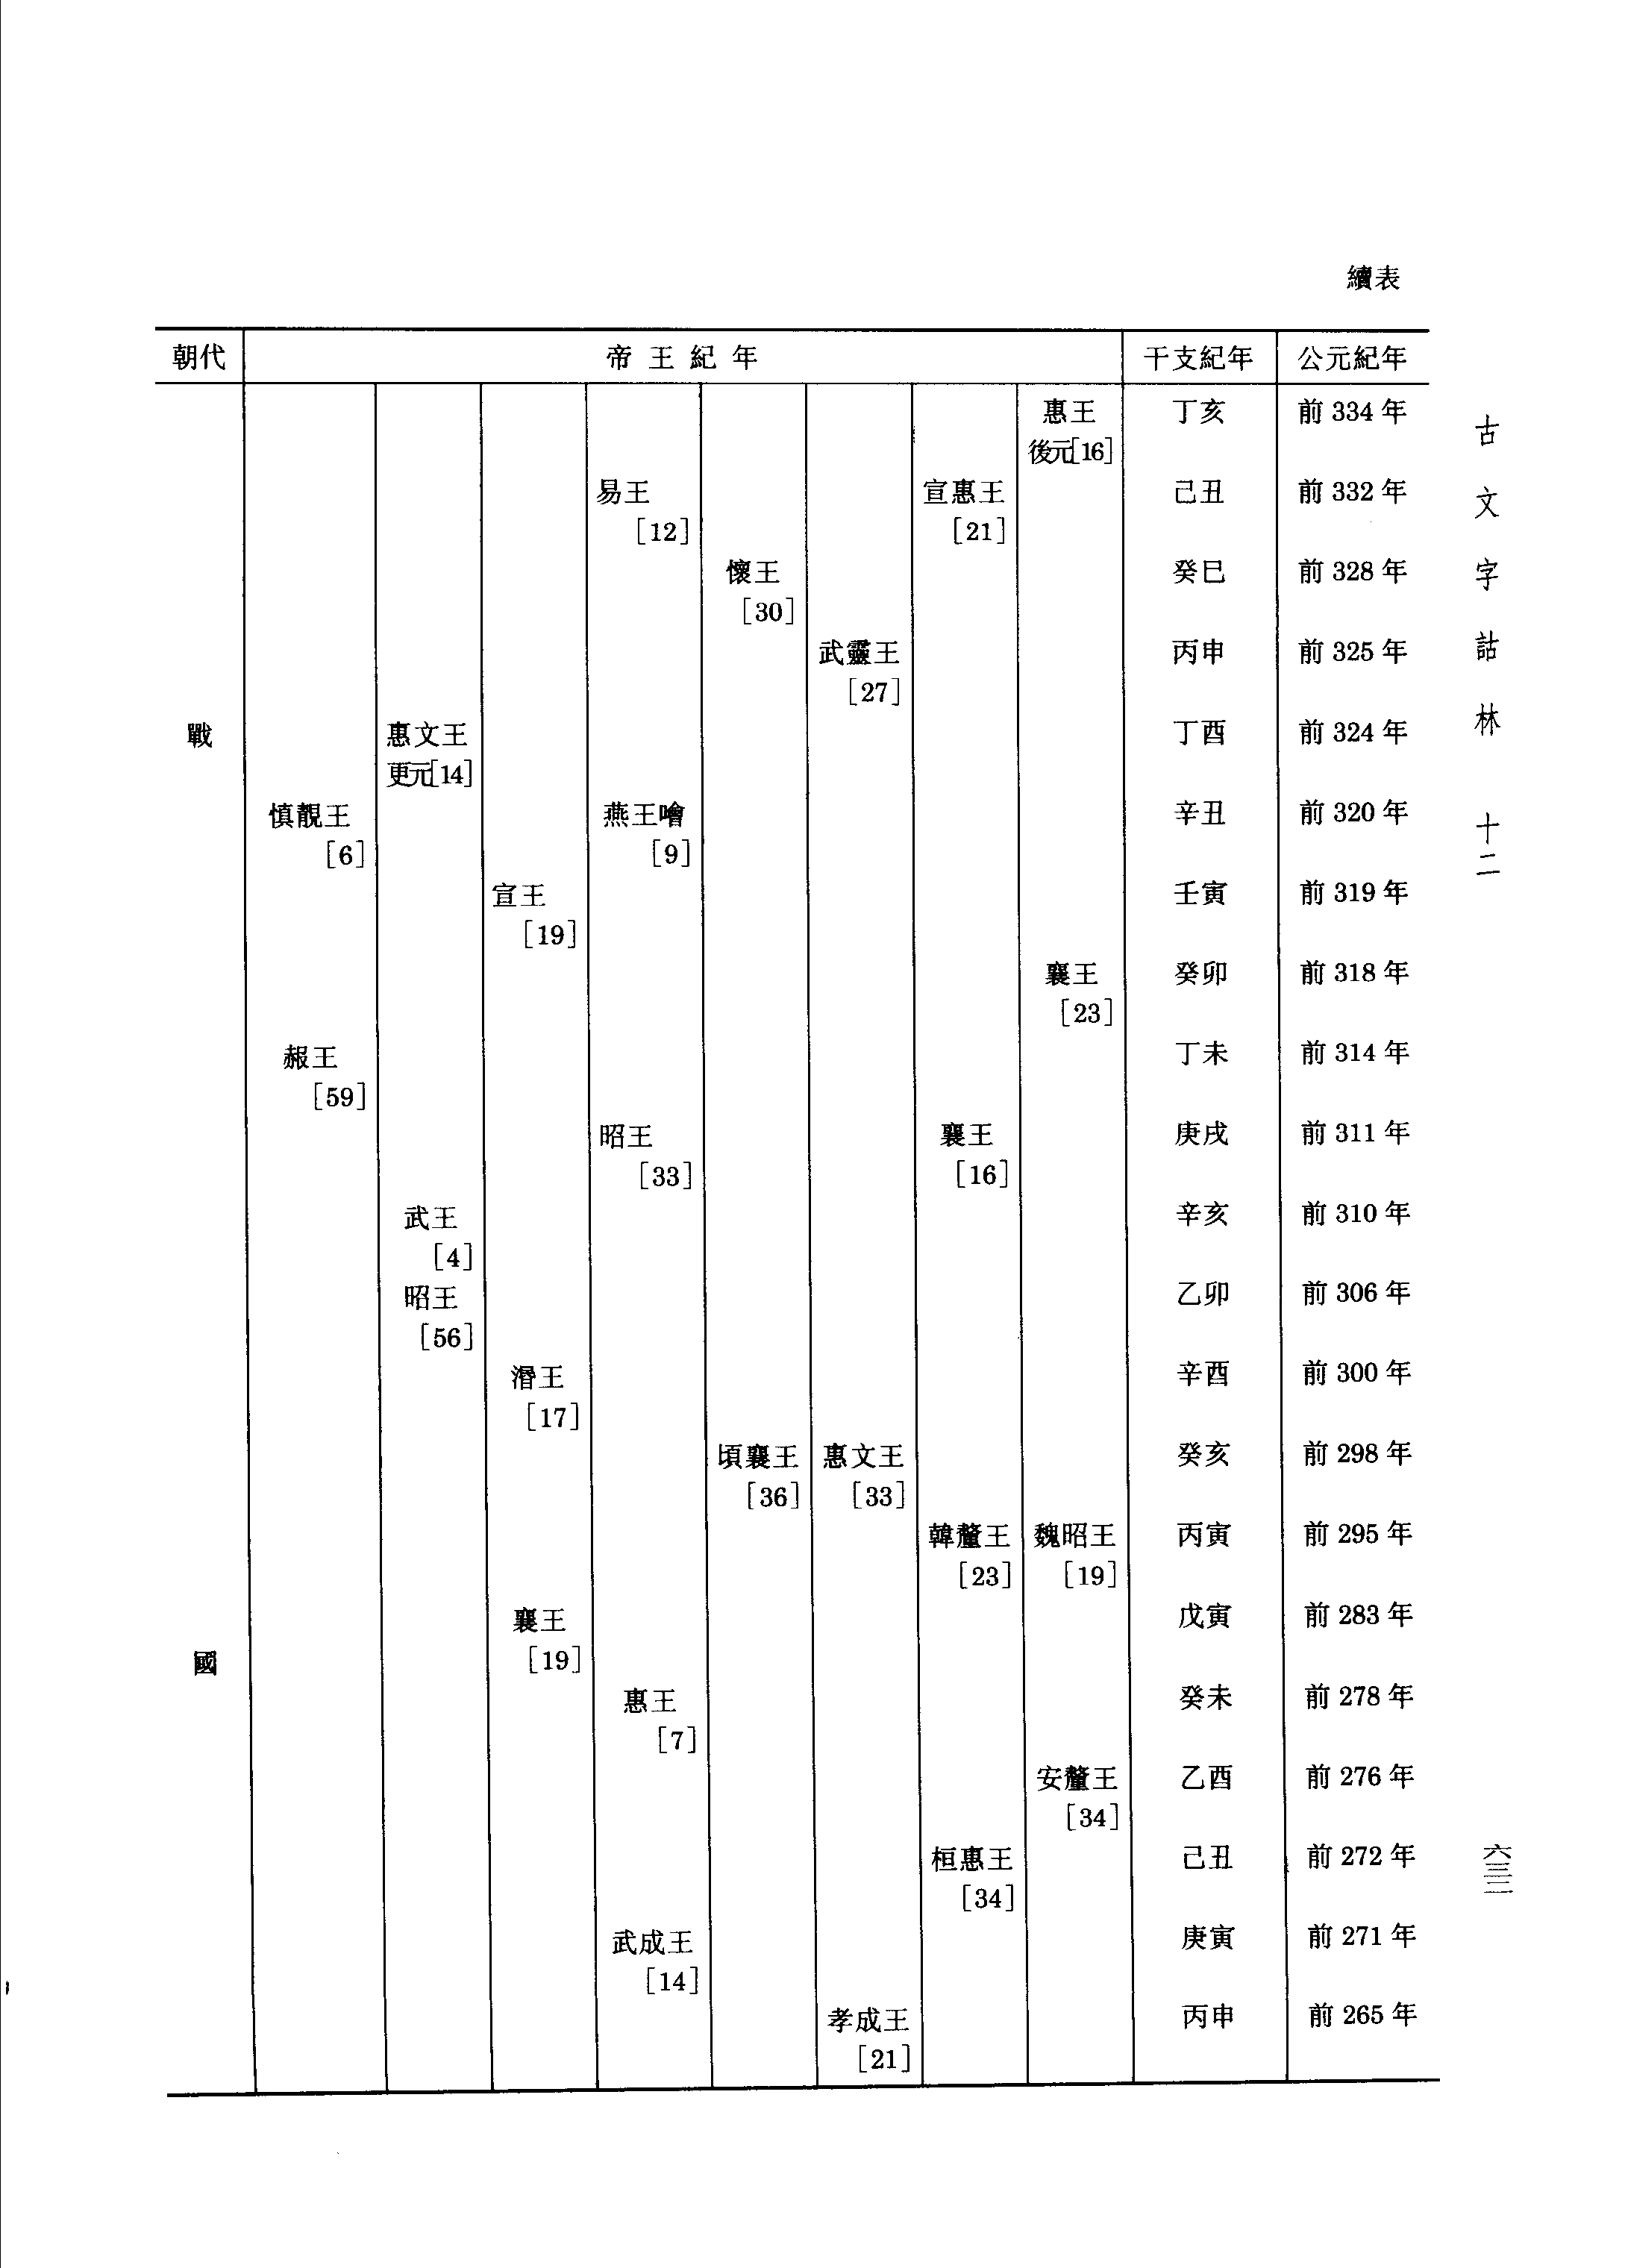 續表
朝代 帝王紀年 干支紀年 公元紀年
惠王 丁亥 前 334 年
後元[16]
易王 宣惠王 己丑 前 332 年
[12] [21]
懷王 癸巳 前 328 年
[30]
武靈王 丙申 前 325 年
[27]
戰 惠文王 丁酉 前 324 年
更元[14]
慎靚王 燕王噲 辛丑 前 320 年
[6] [9]
宣王 壬寅 前 319 年
[19]
襄王 癸卯 前 318 年
[23]
赧王 丁未 前 314 年
[59]
昭王 襄王 庚戌 前 311 年
[33] [16]
武王 辛亥 前 310 年
[4]
昭王 乙卯 前 306 年
[56]
湣王 辛酉 前 300 年
[17]
頃襄王 惠文王 癸亥 前 298 年
[36] [33]
韓釐王 魏昭王 丙寅 前 295 年
[23] [19]
襄王 戊寅 前 283 年
[19]
國
惠王 癸未 前 278 年
[7]
安釐王 乙酉 前 276 年
[34]
桓惠王 己丑 前 272 年
[34]
武成王 庚寅 前 271 年
[14]
孝成王 丙申 前 265 年
[21]
古文字詁林 十二
六三三